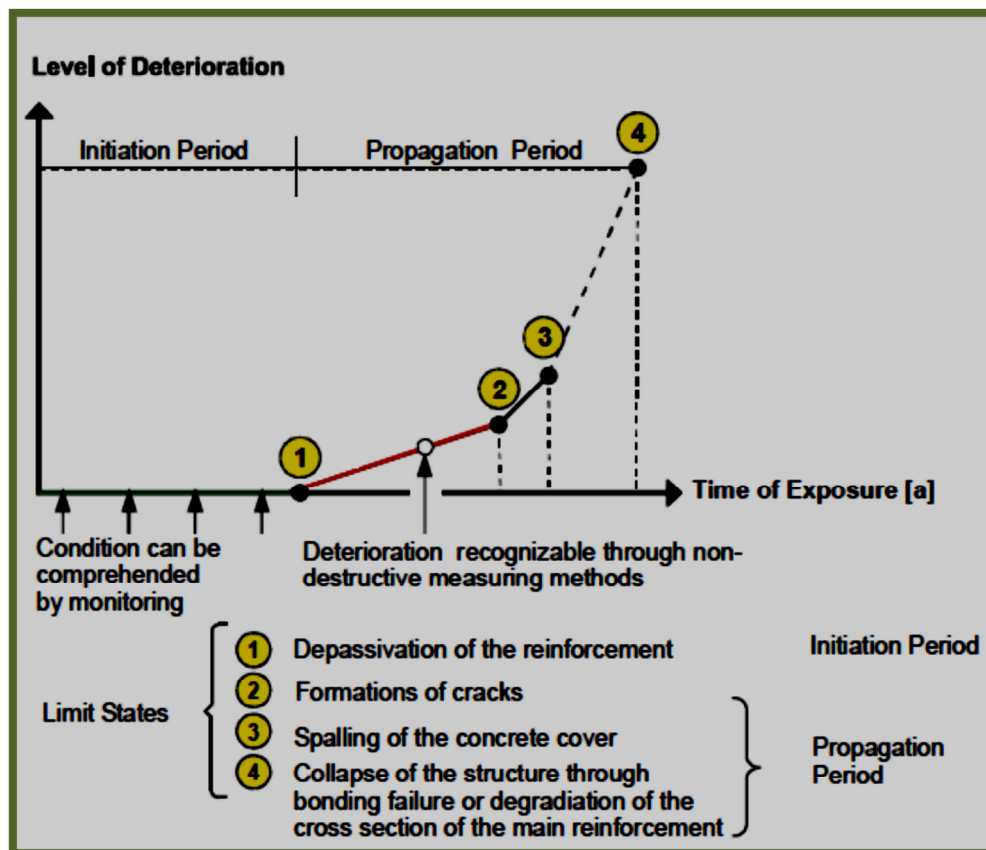 Level of Deterioration
Initiation Period
Propagation Period
4
3
2
1
Time of Exposure [a]
Condition can be
comprehended
by monitoring
Deterioration recognizable through non-
destructive measuring methods
Limit States
1 Depassivation of the reinforcement
2 Formations of cracks
3 Spalling of the concrete cover
4 Collapse of the structure through
bonding failure or degradiation of the
cross section of the main reinforcement
Initiation Period
Propagation
Period